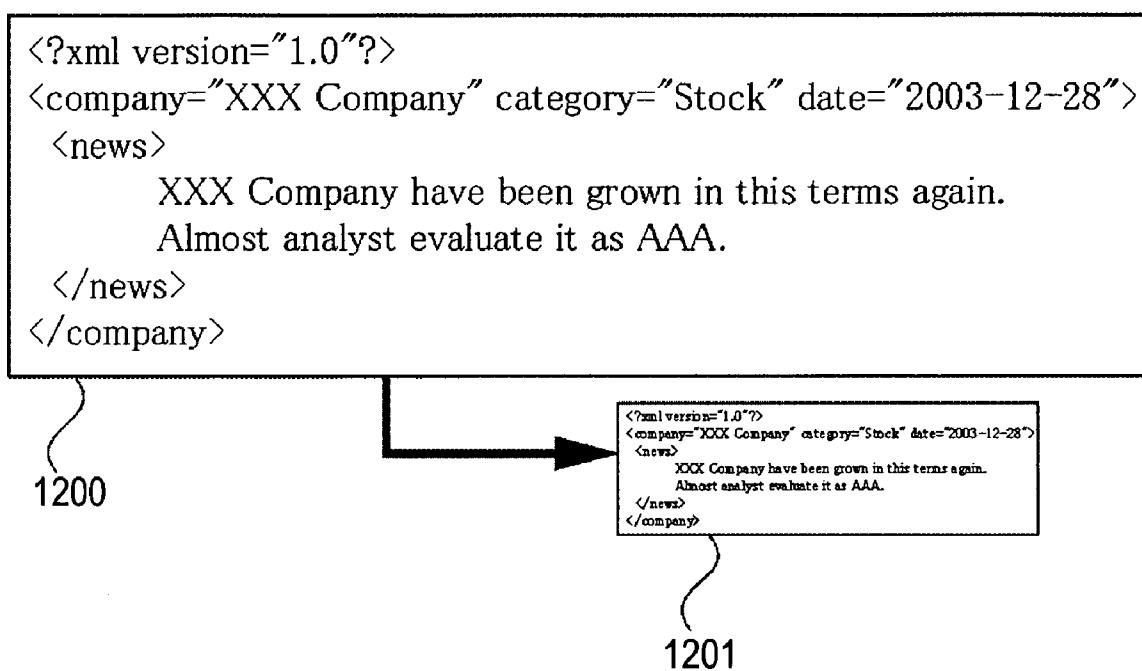 <?xml version="1.0"?>
<company="XXX Company" category="Stock" date="2003-12-28">
<news>
XXX Company have been grown in this terms again.
Almost analyst evaluate it as AAA.
</news>
</company>
1200
<?xml version="1.0"?>
<company="XXX Company" category="Stock" date="2003-12-28">
<news>
XXX Company have been grown in this terms again.
Almost analyst evaluate it as AAA.
</news>
</company>
1201